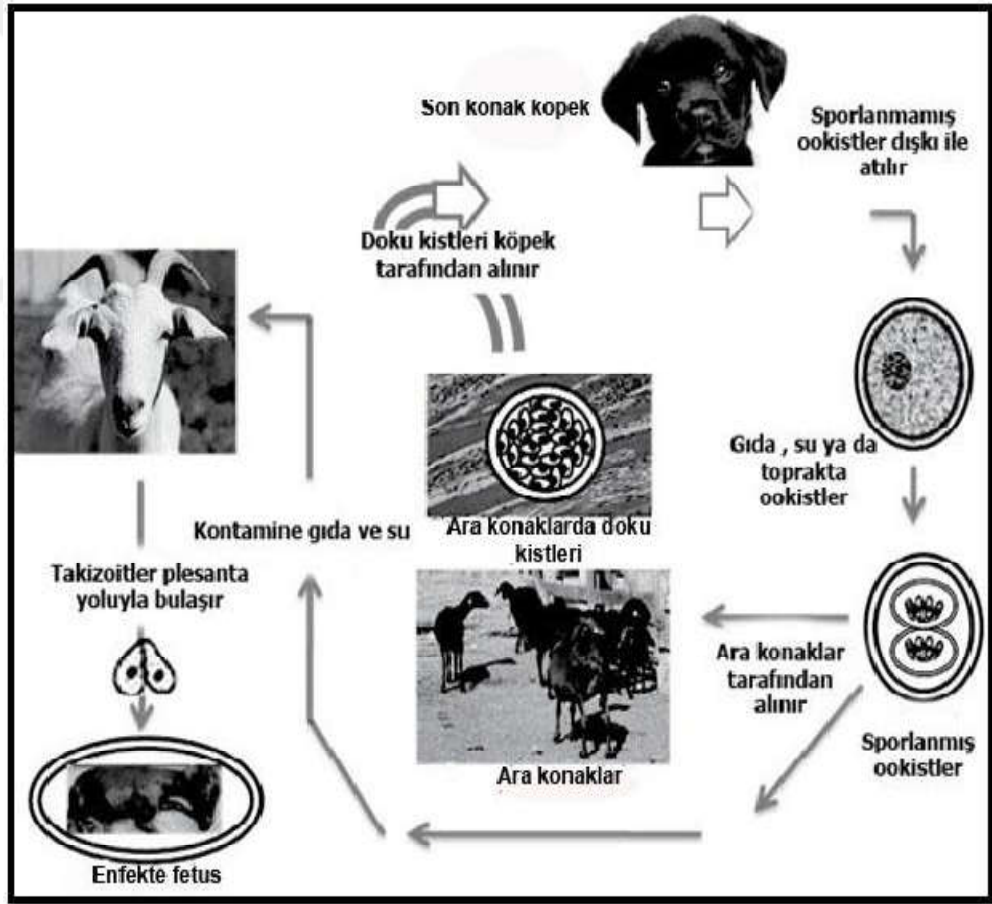 Son konak kopek
Sporlanmamış
ookistler dışkı ile
atılır
Doku kistleri köpek
tarafından alınır
Gıda , su ya da
toprakta
ookistler
Kontamine gıda ve su
Ara konaklarda doku
kistleri
Takizoitler plesanta
yoluyla bulaşır
Ara konaklar
tarafından
alınır
Sporlanmış
ookistler
Ara konaklar
Enfekte fetus